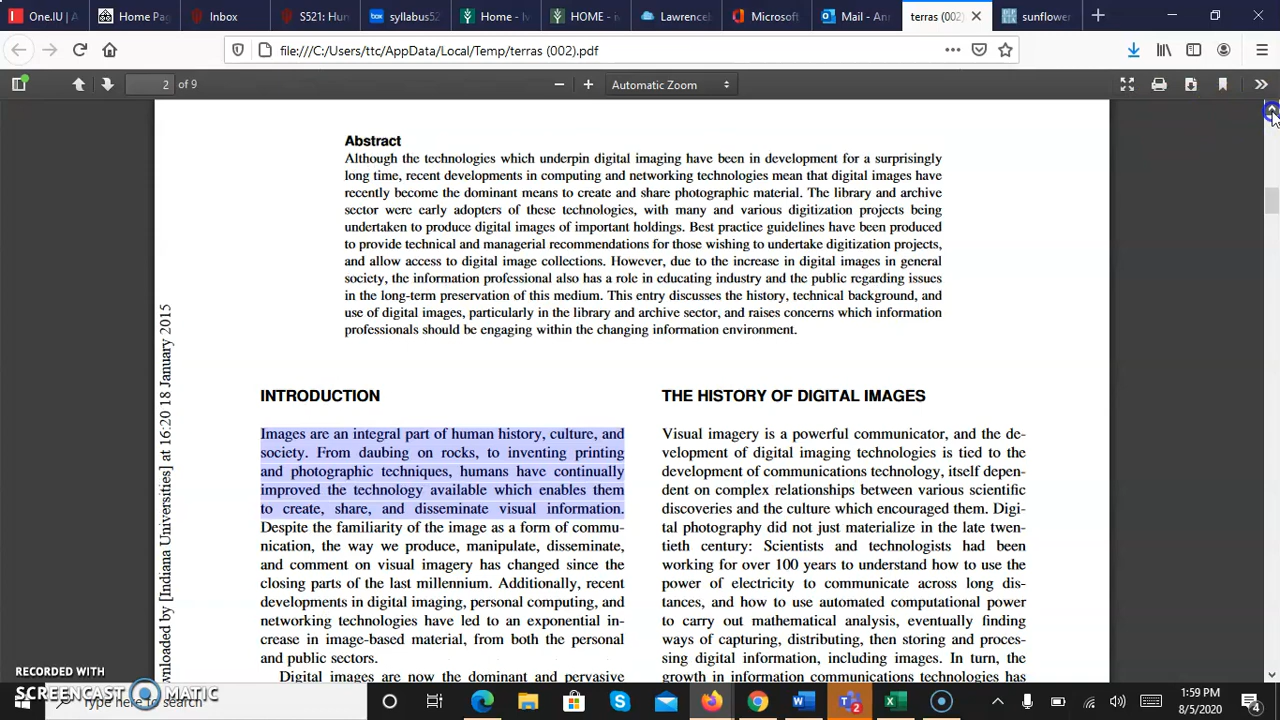 One.IU | A
Home Pag
Inbox
S521: Hun
syllabus52
Home - Iv
HOME - iv
Lawrencel
Microsof
Mail - Ann
terras (002).p
sunflower
file:///C:/Users/ttc/AppData/Local/Temp/terras (002).pdf
2 of 9
Automatic Zoom
Abstract
Although the technologies which underpin digital imaging have been in development for a surprisingly
long time, recent developments in computing and networking technologies mean that digital images have
recently become the dominant means to create and share photographic material. The library and archive
sector were early adopters of these technologies, with many and various digitization projects being
undertaken to produce digital images of important holdings. Best practice guidelines have been produced
to provide technical and managerial recommendations for those wishing to undertake digitization projects,
and allow access to digital image collections. However, due to the increase in digital images in general
society, the information professional also has a role in educating industry and the public regarding issues
in the long-term preservation of this medium. This entry discusses the history, technical background, and
use of digital images, particularly in the library and archive sector, and raises concerns which information
professionals should be engaging within the changing information environment.
wnloaded by [Indiana Universities] at 16:20 18 January 2015
INTRODUCTION
Images are an integral part of human history, culture, and
society. From daubing on rocks, to inventing printing
and photographic techniques, humans have continually
improved the technology available which enables them
to create, share, and disseminate visual information.
Despite the familiarity of the image as a form of commu-
nication, the way we produce, manipulate, disseminate,
and comment on visual imagery has changed since the
closing parts of the last millennium. Additionally, recent
developments in digital imaging, personal computing, and
networking technologies have led to an exponential in-
crease in image-based material, from both the personal
and public sectors.
Digital images are now the dominant and pervasive
THE HISTORY OF DIGITAL IMAGES
Visual imagery is a powerful communicator, and the de-
velopment of digital imaging technologies is tied to the
development of communications technology, itself depen-
dent on complex relationships between various scientific
discoveries and the culture which encouraged them. Digi-
tal photography did not just materialize in the late twen-
tieth century: Scientists and technologists had been
working for over 100 years to understand how to use the
power of electricity to communicate across long dis-
tances, and how to use automated computational power
to carry out mathematical analysis, eventually finding
ways of capturing, distributing, then storing and proces-
sing digital information, including images. In turn, the
growth in information communications technologies has
RECORDED WITH
SCREENCAST MATIC
Type here to search
2
1:59 PM
8/5/2020
4